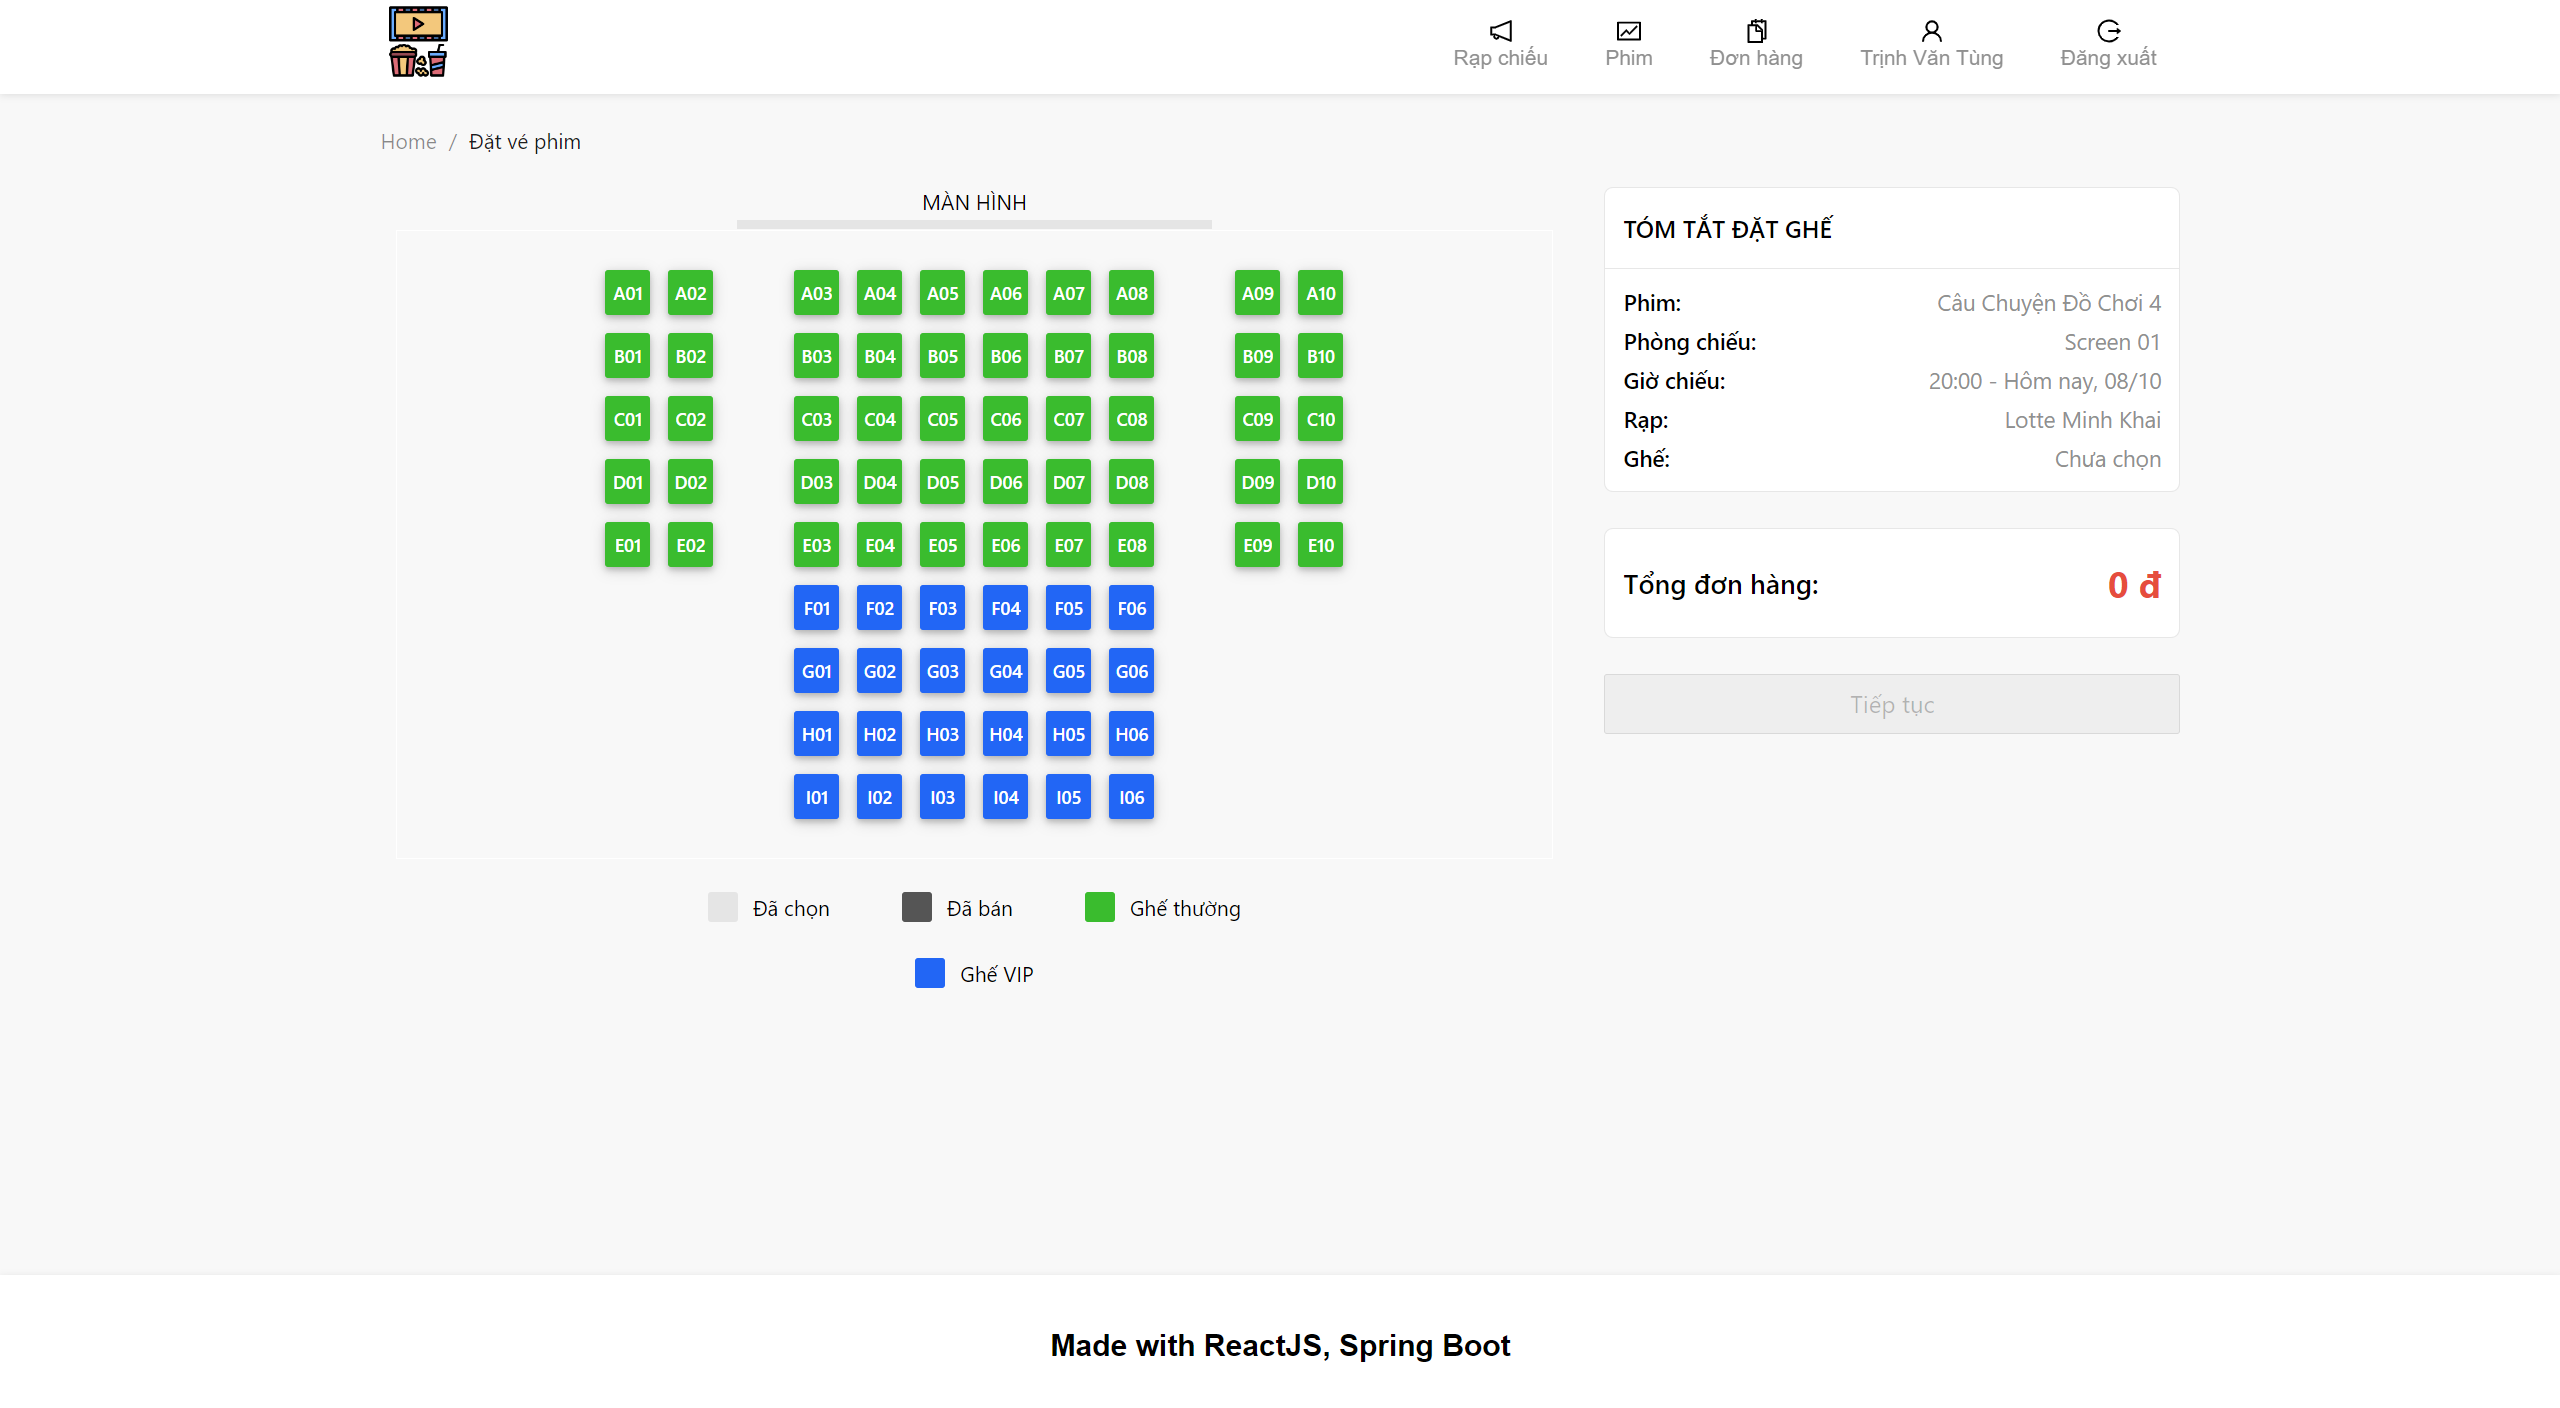 Rạp chiếu Phim Đơn hàng Trịnh Văn Tùng Đăng xuất
Home / Đặt vé phim
MÀN HÌNH
A01 A02 A03 A04 A05 A06 A07 A08 A09 A10
B01 B02 B03 B04 B05 B06 B07 B08 B09 B10
C01 C02 C03 C04 C05 C06 C07 C08 C09 C10
D01 D02 D03 D04 D05 D06 D07 D08 D09 D10
E01 E02 E03 E04 E05 E06 E07 E08 E09 E10
F01 F02 F03 F04 F05 F06
G01 G02 G03 G04 G05 G06
H01 H02 H03 H04 H05 H06
I01 I02 I03 I04 I05 I06
Đã chọn Đã bán Ghế thường
Ghế VIP
TÓM TẮT ĐẶT GHẾ
Phim: Câu Chuyện Đồ Chơi 4
Phòng chiếu: Screen 01
Giờ chiếu: 20:00 - Hôm nay, 08/10
Rạp: Lotte Minh Khai
Ghế: Chưa chọn
Tổng đơn hàng: 0 đ
Tiếp tục
Made with ReactJS, Spring Boot